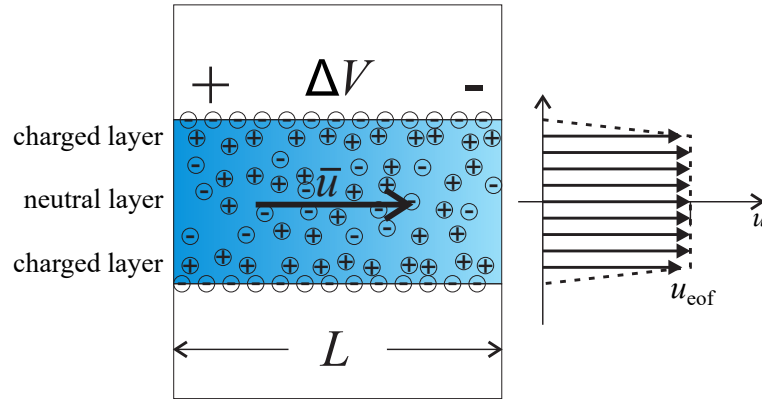 + ΔV -
charged layer
neutral layer
ū
charged layer
u
u_eof
L